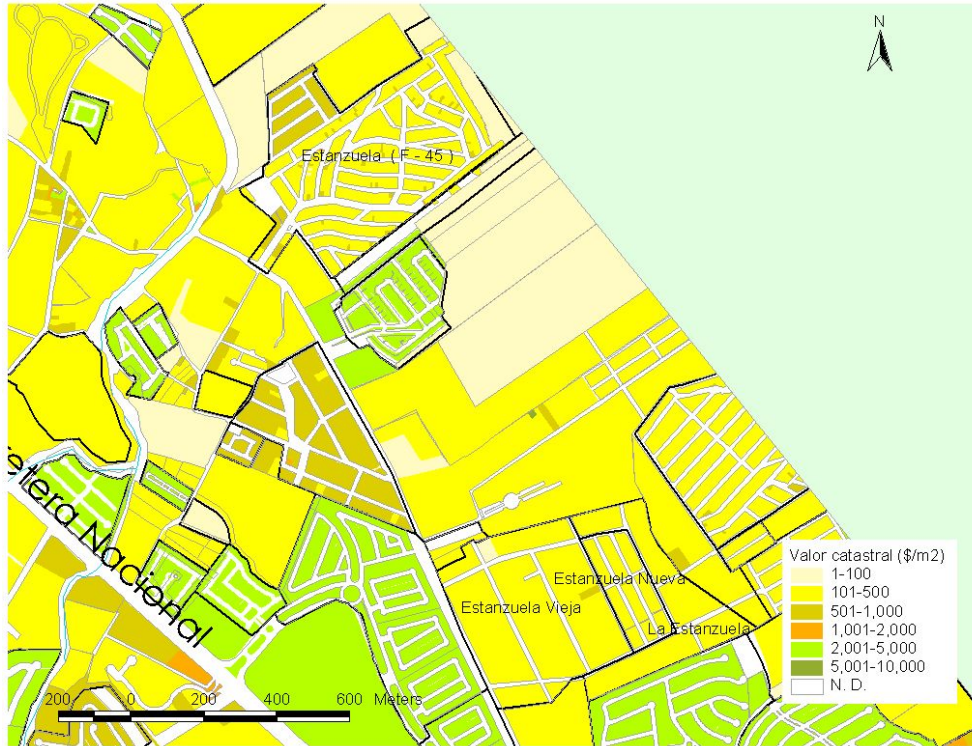 N
Estanzuela ( F - 45 )
etera Nacional
Estanzuela Nueva
Estanzuela Vieja
La Estanzuela
Valor catastral ($/m2)
1-100
101-500
501-1,000
1,001-2,000
2,001-5,000
5,001-10,000
N. D.
200 0 200 400 600 Meters